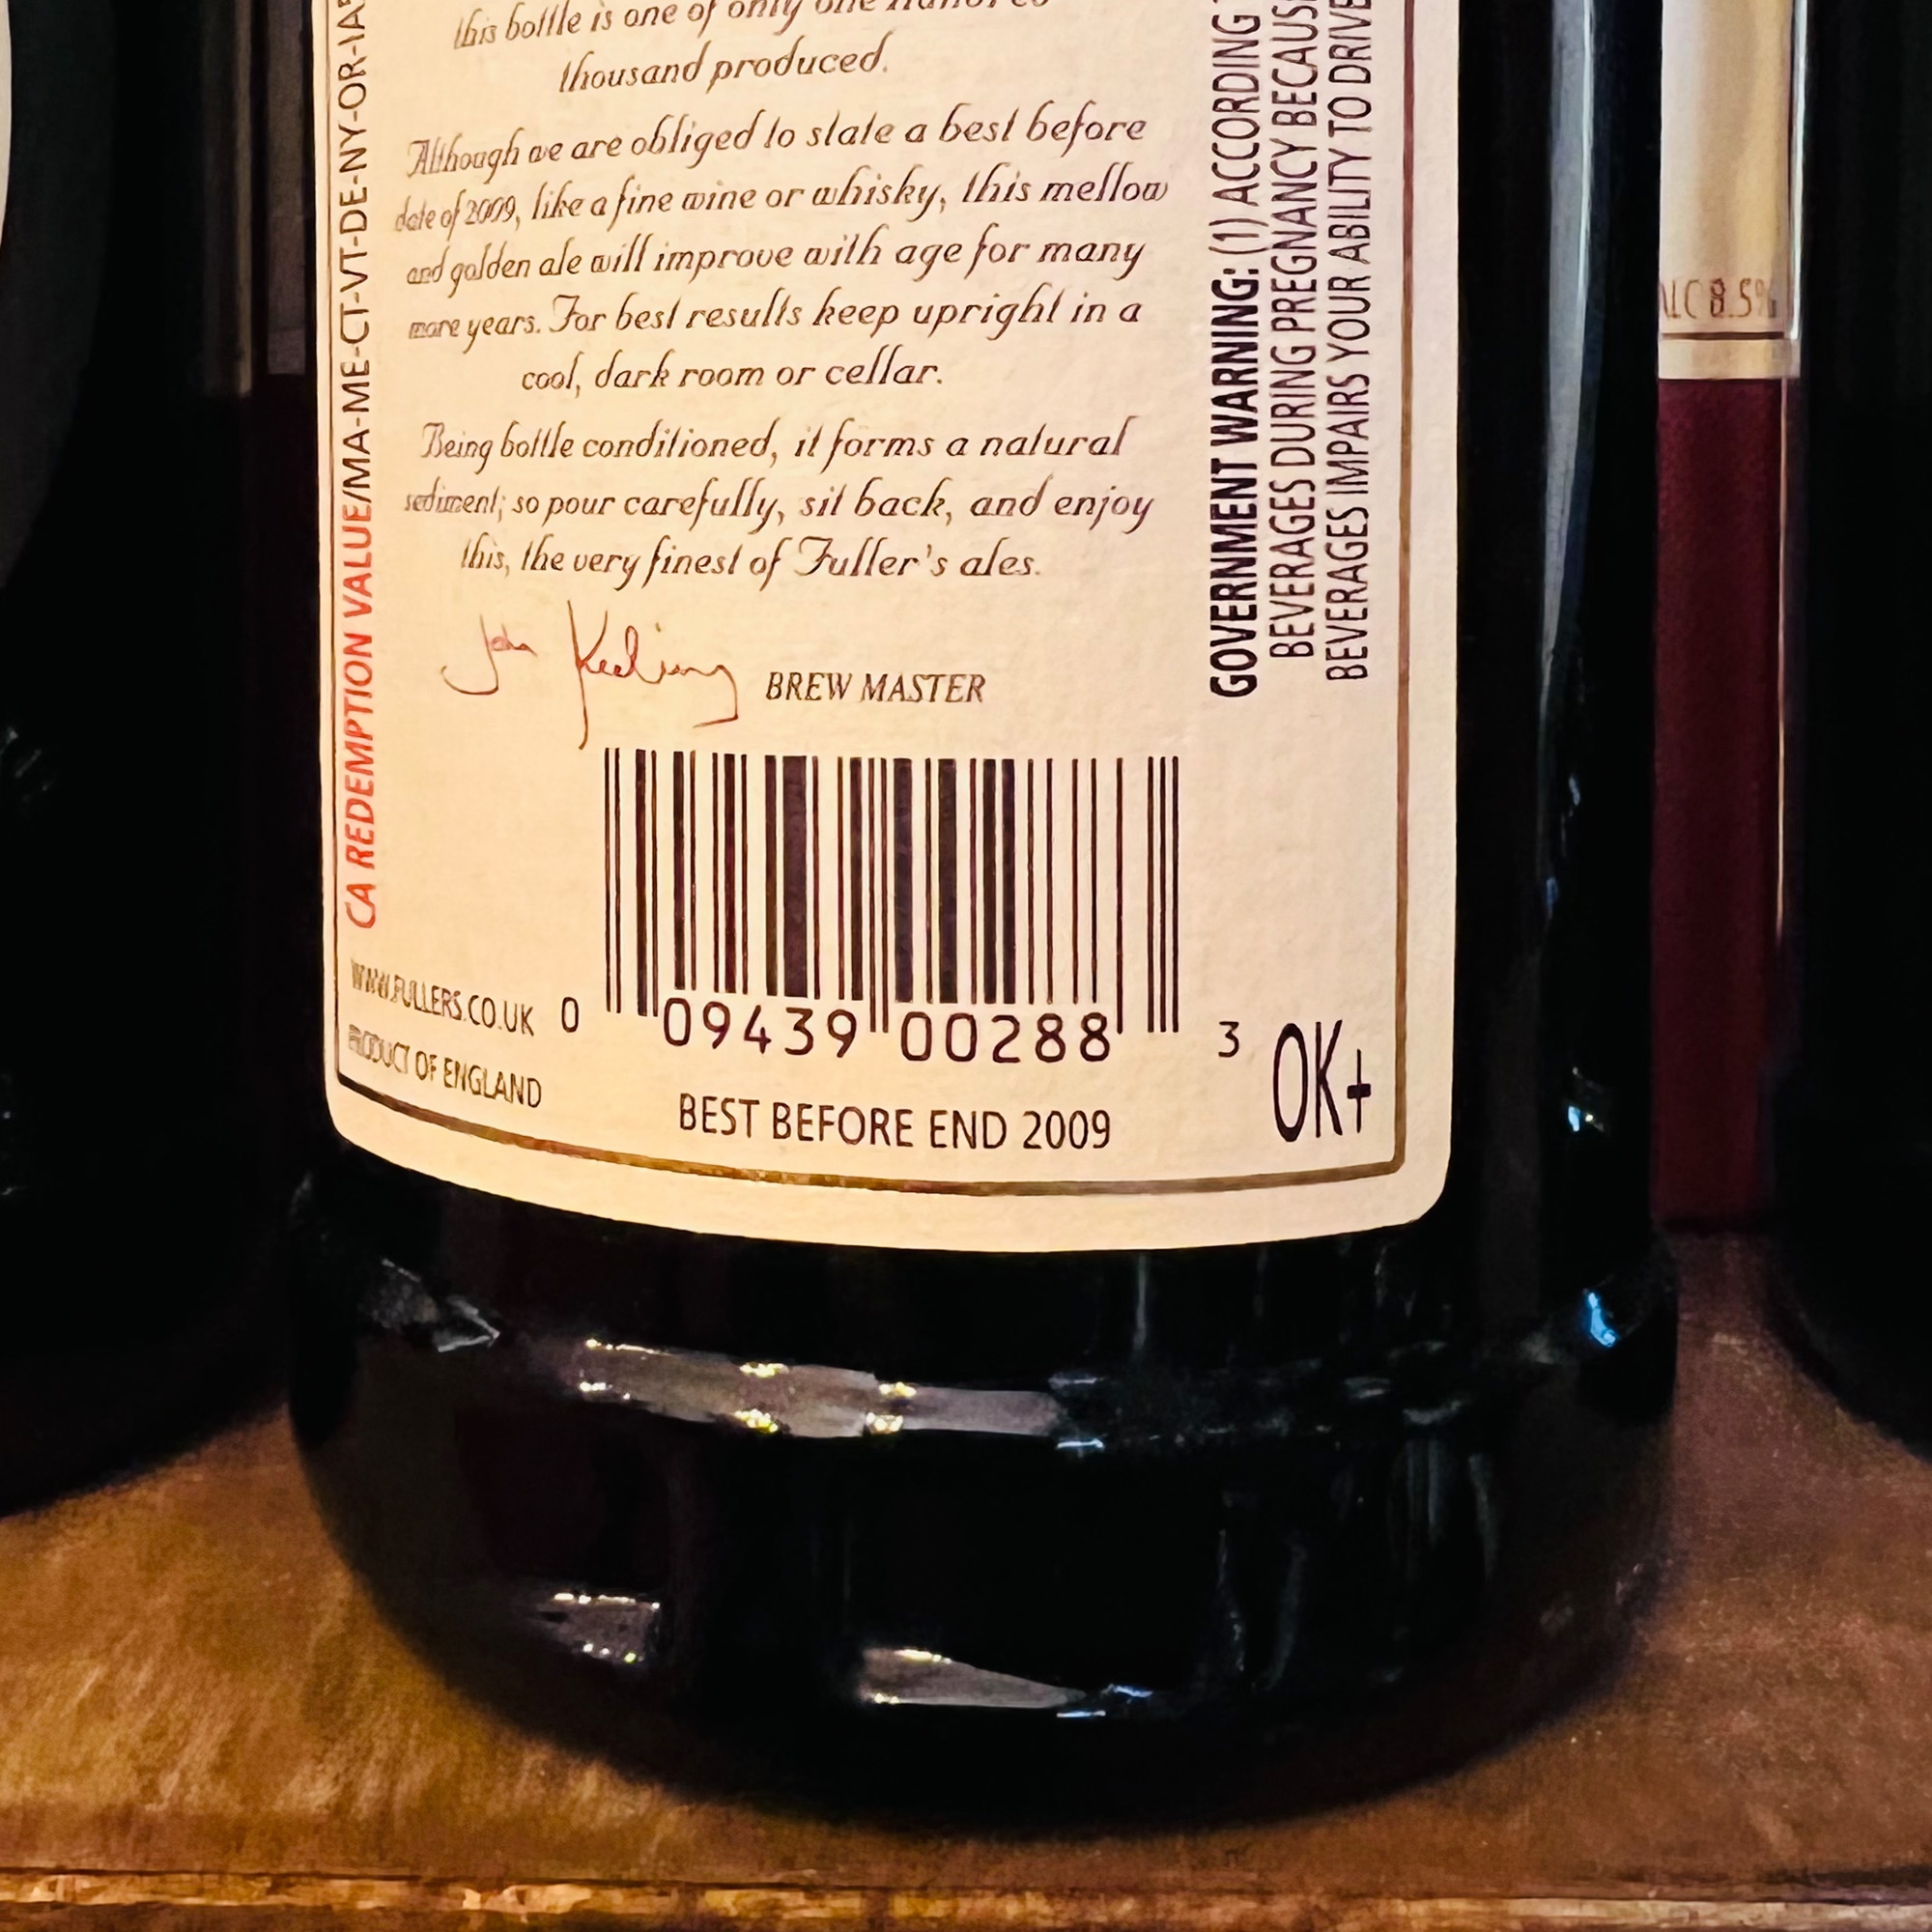 this bottle is one of only one hundred
thousand produced.
Although we are obliged to state a best before
date of 2009, like a fine wine or whisky, this mellow
and golden ale will improve with age for many
more years. For best results keep upright in a
cool, dark room or cellar.
Being bottle conditioned, it forms a natural
sediment; so pour carefully, sit back, and enjoy
this, the very finest of Fuller's ales.
John Keeling BREW MASTER
CA REDEMPTION VALUE/MA-ME-CT-VT-DE-NY-OR-IA
WWW.FULLERS.CO.UK
PRODUCT OF ENGLAND
0 09439 00288 3
OK+
BEST BEFORE END 2009
GOVERNMENT WARNING: (1) ACCORDING
BEVERAGES DURING PREGNANCY BECAUSE
BEVERAGES IMPAIRS YOUR ABILITY TO DRIVE
ALC 8.5%